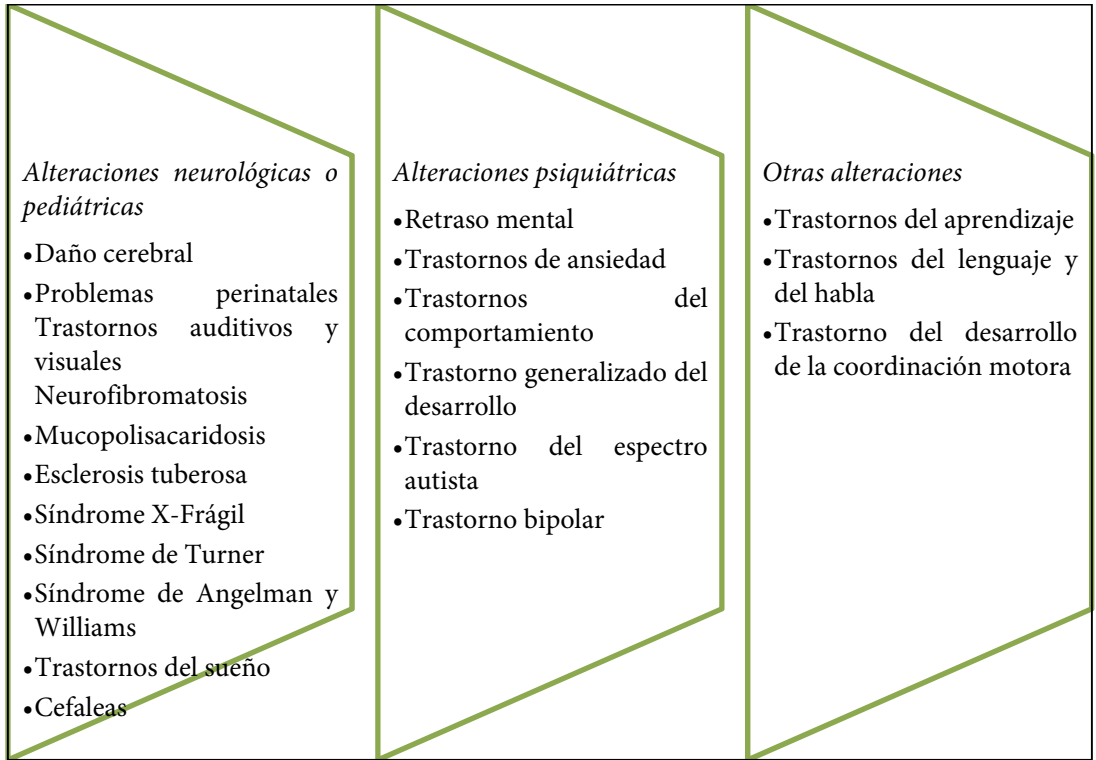 Alteraciones neurológicas o
pediátricas
•Daño cerebral
•Problemas perinatales
Trastornos auditivos y
visuales
Neurofibromatosis
•Mucopolisacaridosis
•Esclerosis tuberosa
•Síndrome X-Frágil
•Síndrome de Turner
•Síndrome de Angelman y
Williams
•Trastornos del sueño
•Cefaleas
Alteraciones psiquiátricas
•Retraso mental
•Trastornos de ansiedad
•Trastornos del
comportamiento
•Trastorno generalizado del
desarrollo
•Trastorno del espectro
autista
•Trastorno bipolar
Otras alteraciones
•Trastornos del aprendizaje
•Trastornos del lenguaje y
del habla
•Trastorno del desarrollo
de la coordinación motora